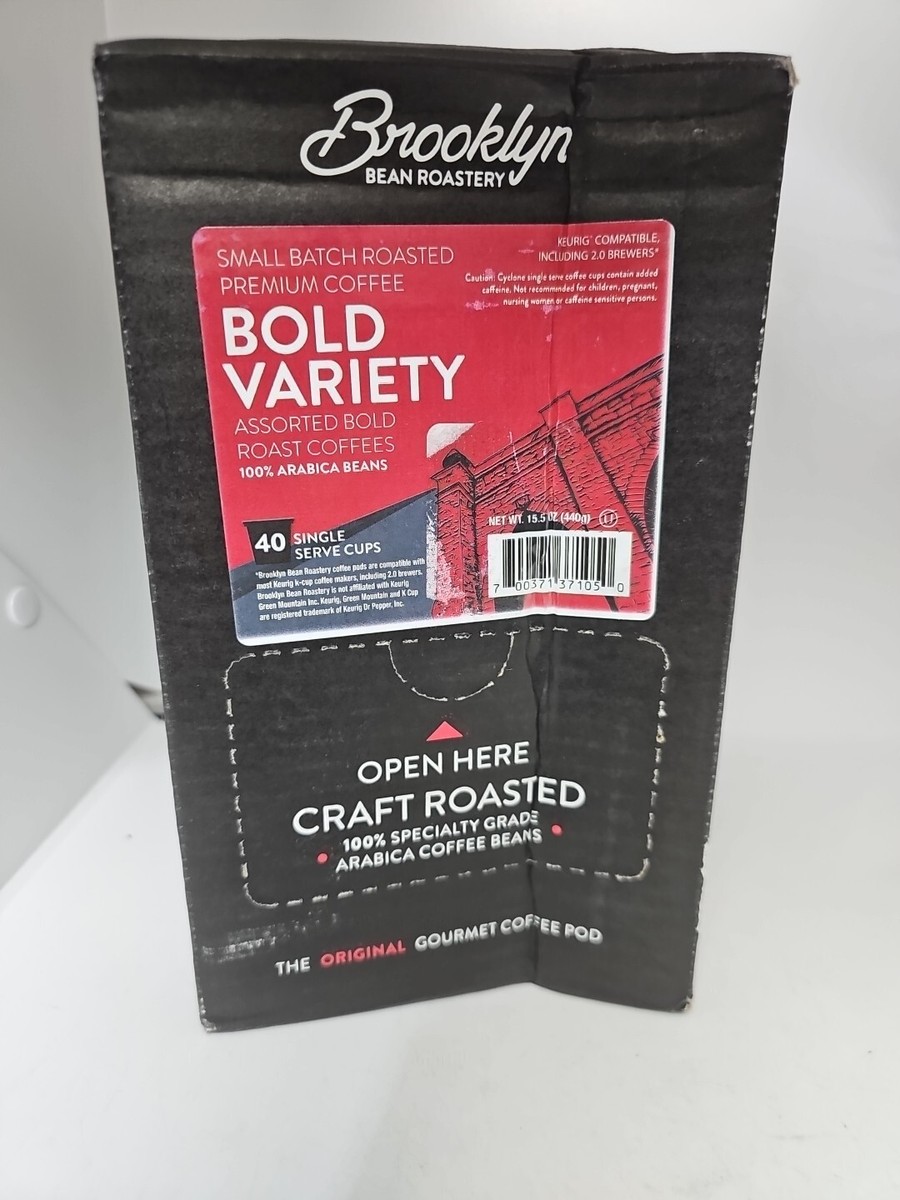 Brooklyn
BEAN ROASTERY
SMALL BATCH ROASTED
PREMIUM COFFEE
BOLD
VARIETY
ASSORTED BOLD
ROAST COFFEES
100% ARABICA BEANS
KEURIG® COMPATIBLE,
INCLUDING 2.0 BREWERS*
Caution: Cyclone single serve coffee cups contain added
caffeine. Not recommended for children, pregnant,
nursing women or caffeine sensitive persons.
40 SINGLE
SERVE CUPS
*Brooklyn Bean Roastery coffee pods are compatible with
most Keurig k-cup coffee makers, including 2.0 brewers.
Brooklyn Bean Roastery is not affiliated with Keurig
Green Mountain Inc. Keurig, Green Mountain and K Cup
are registered trademark of Keurig Dr Pepper, Inc.
NET WT. 15.5 OZ (440g)
7 00371 37105 0
OPEN HERE
CRAFT ROASTED
100% SPECIALTY GRADE
ARABICA COFFEE BEANS
THE ORIGINAL GOURMET COFFEE POD